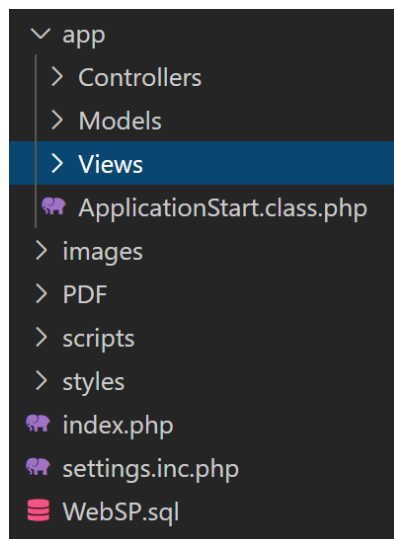 app
Controllers
Models
Views
ApplicationStart.class.php
images
PDF
scripts
styles
index.php
settings.inc.php
WebSP.sql